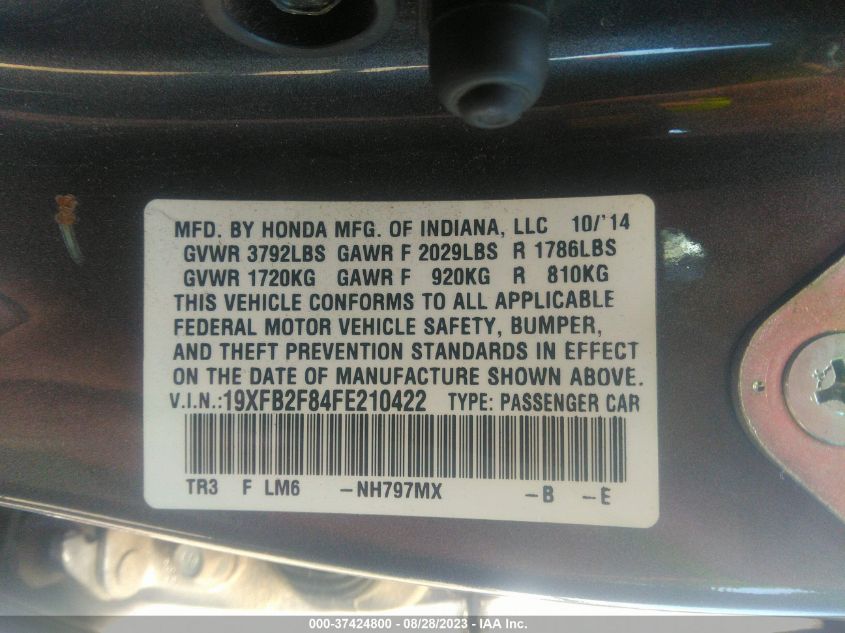 MFD. BY HONDA MFG. OF INDIANA, LLC 10/'14
GVWR 3792LBS GAWR F 2029LBS R 1786LBS
GVWR 1720KG GAWR F 920KG R 810KG
THIS VEHICLE CONFORMS TO ALL APPLICABLE
FEDERAL MOTOR VEHICLE SAFETY, BUMPER,
AND THEFT PREVENTION STANDARDS IN EFFECT
ON THE DATE OF MANUFACTURE SHOWN ABOVE.
V.I.N.:19XFB2F84FE210422 TYPE: PASSENGER CAR
TR3 F LM6 -NH797MX -B -E
000-37424800 - 08/28/2023 - IAA Inc.